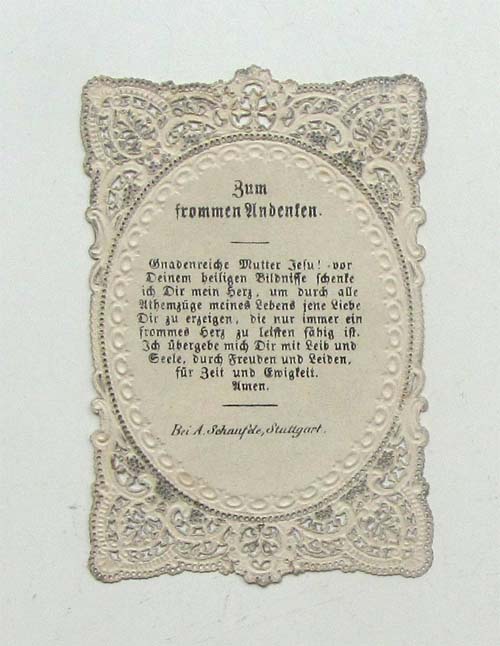 Zum
frommen Andenken.
Gnadenreiche Mutter Jesu! vor
Deinem heiligen Bildnisse schenke
ich Dir mein Herz, um durch alle
Athemzüge meines Lebens jene Liebe
Dir zu erzeigen, die nur immer ein
frommes Herz zu leisten fähig ist.
Ich übergebe mich Dir mit Leib und
Seele, durch Freuden und Leiden,
für Zeit und Ewigkeit.
Amen.
Bei A. Schaufele, Stuttgart.